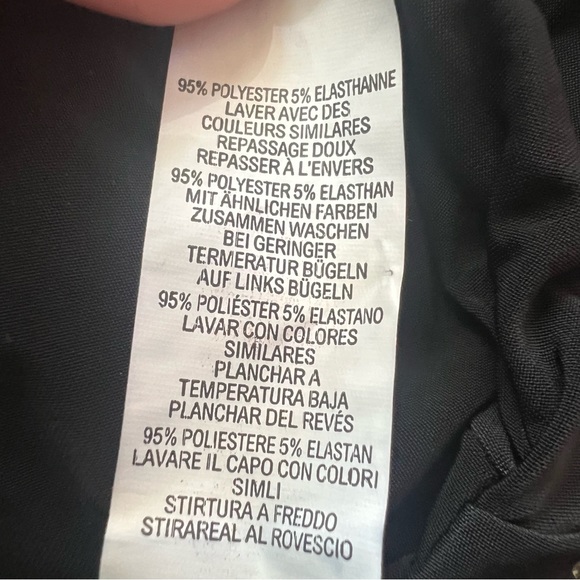 95% POLYESTER 5% ELASTHANNE
LAVER AVEC DES
COULEURS SIMILARES
REPASSAGE DOUX
REPASSER À L'ENVERS
95% POLYESTER 5% ELASTHAN
MIT ÄHNLICHEN FARBEN
ZUSAMMEN WASCHEN
BEI GERINGER
TERMERATUR BÜGELN
AUF LINKS BÜGELN
95% POLIÉSTER 5% ELASTANO
LAVAR CON COLORES
SIMILARES
PLANCHAR A
TEMPERATURA BAJA
PLANCHAR DEL REVÉS
95% POLIESTERE 5% ELASTAN
LAVARE IL CAPO CON COLORI
SIMLI
STIRTURA A FREDDO
STIRAREAL AL ROVESCIO